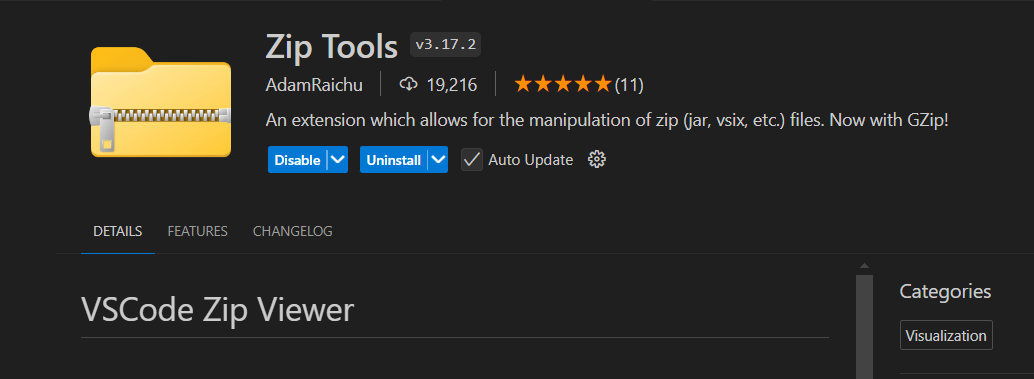 Zip Tools v3.17.2
AdamRaichu 19,216 (11)
An extension which allows for the manipulation of zip (jar, vsix, etc.) files. Now with GZip!
Disable Uninstall Auto Update
DETAILS FEATURES CHANGELOG
VSCode Zip Viewer
Categories
Visualization